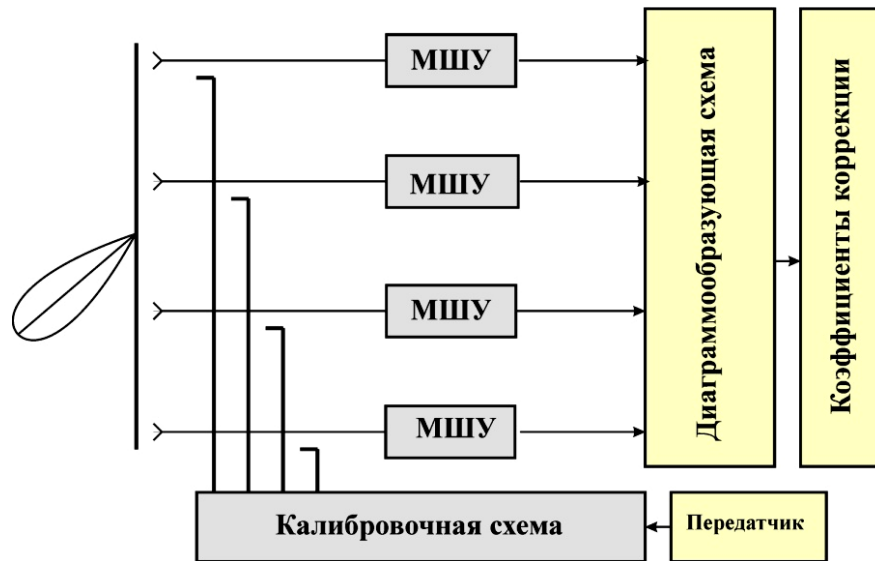 МШУ
МШУ
МШУ
МШУ
Диаграммообразующая схема
Коэффициенты коррекции
Калибровочная схема
Передатчик